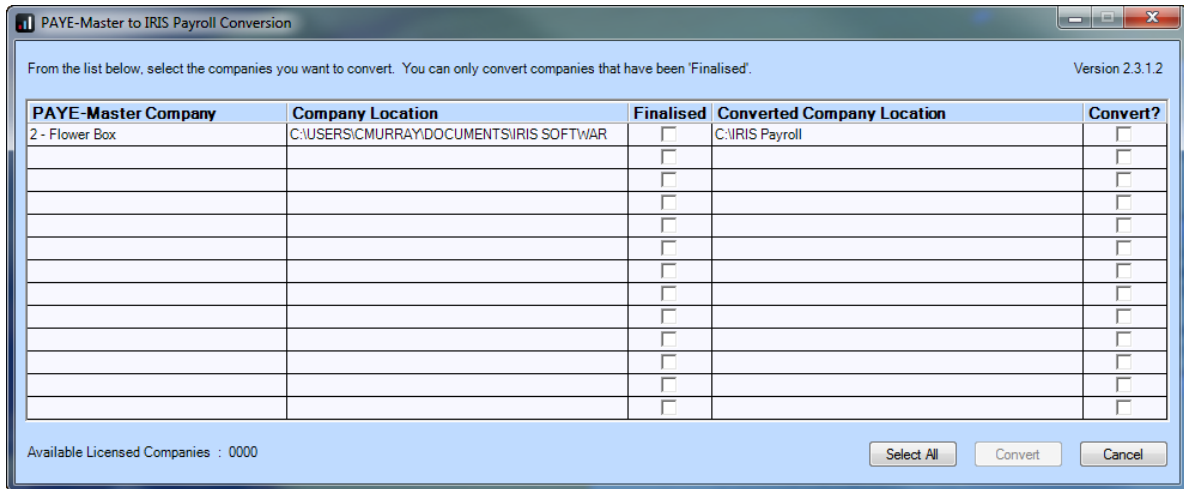 PAYE-Master to IRIS Payroll Conversion
From the list below, select the companies you want to convert. You can only convert companies that have been 'Finalised'. Version 2.3.1.2
PAYE-Master Company Company Location Finalised Converted Company Location Convert?
2 - Flower Box C:\USERS\CMURRAY\DOCUMENTS\IRIS SOFTWAR C:\IRIS Payroll
Available Licensed Companies : 0000 Select All Convert Cancel